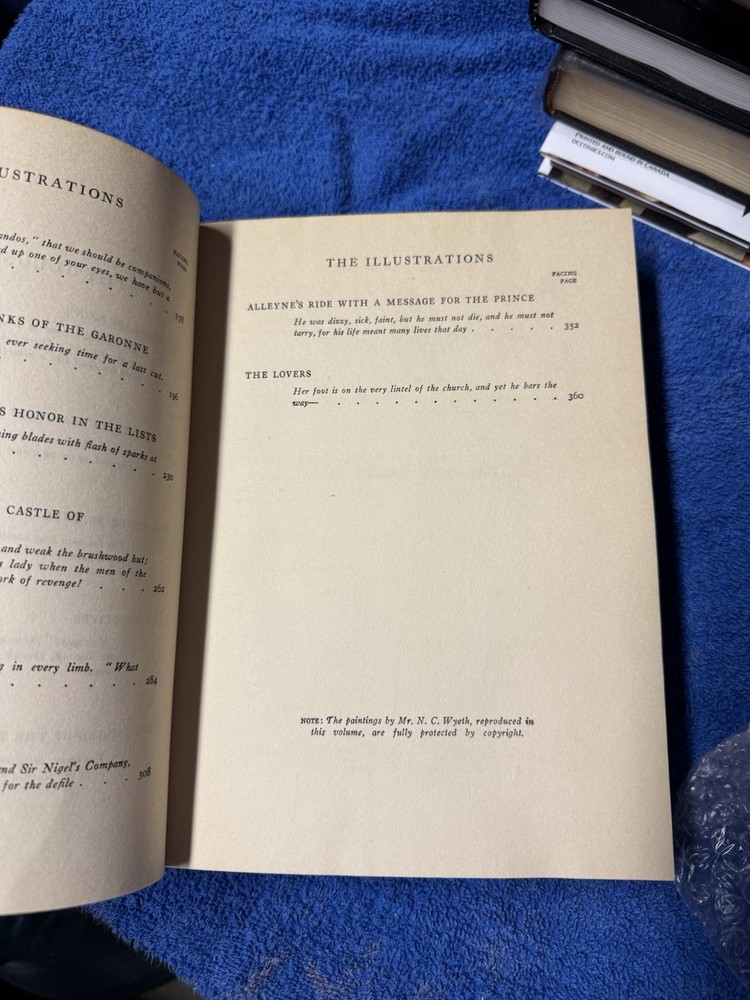 USTRATIONS
FACING
PAGE
andos," that we should be companions,
d up one of your eyes, we have but a
. . . . . . . . 178
NKS OF THE GARONNE
ever seeking time for a last cut.
. . . . . . . . 196
S HONOR IN THE LISTS
ing blades with flash of sparks at
. . . . . . . . 230
CASTLE OF
and weak the brushwood hut;
s lady when the men of the
ork of revenge! . . . 262
g in every limb. "What
. . . . . . . . 284
nd Sir Nigel's Company,
for the defile . . . 308
THE ILLUSTRATIONS
FACING
PAGE
ALLEYNE'S RIDE WITH A MESSAGE FOR THE PRINCE
He was dizzy, sick, faint, but he must not die, and he must not
tarry, for his life meant many lives that day . . . . . 352
THE LOVERS
Her foot is on the very lintel of the church, and yet he bars the
way— . . . . . . . . . . . . 360
NOTE: The paintings by Mr. N. C. Wyeth, reproduced in
this volume, are fully protected by copyright.
PRINTED AND BOUND IN CANADA
DCCOMICS.COM